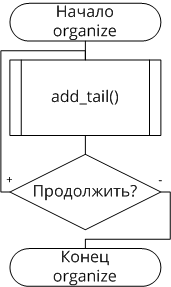 Начало
organize
add_tail()
+
Продолжить?
-
Конец
organize